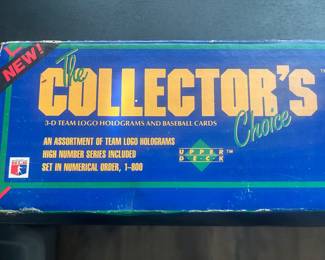 NEW!
The
COLLECTOR'S
Choice
3-D TEAM LOGO HOLOGRAMS AND BASEBALL CARDS
AN ASSORTMENT OF TEAM LOGO HOLOGRAMS
HIGH NUMBER SERIES INCLUDED
SET IN NUMERICAL ORDER, 1-800
UPPER
DECK
TM